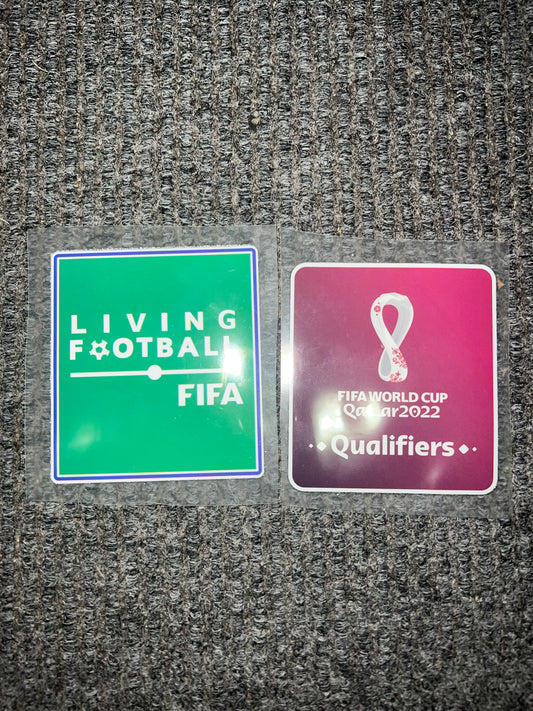 LIVING
FOOTBALL
FIFA
FIFA WORLD CUP
Qatar2022
Qualifiers